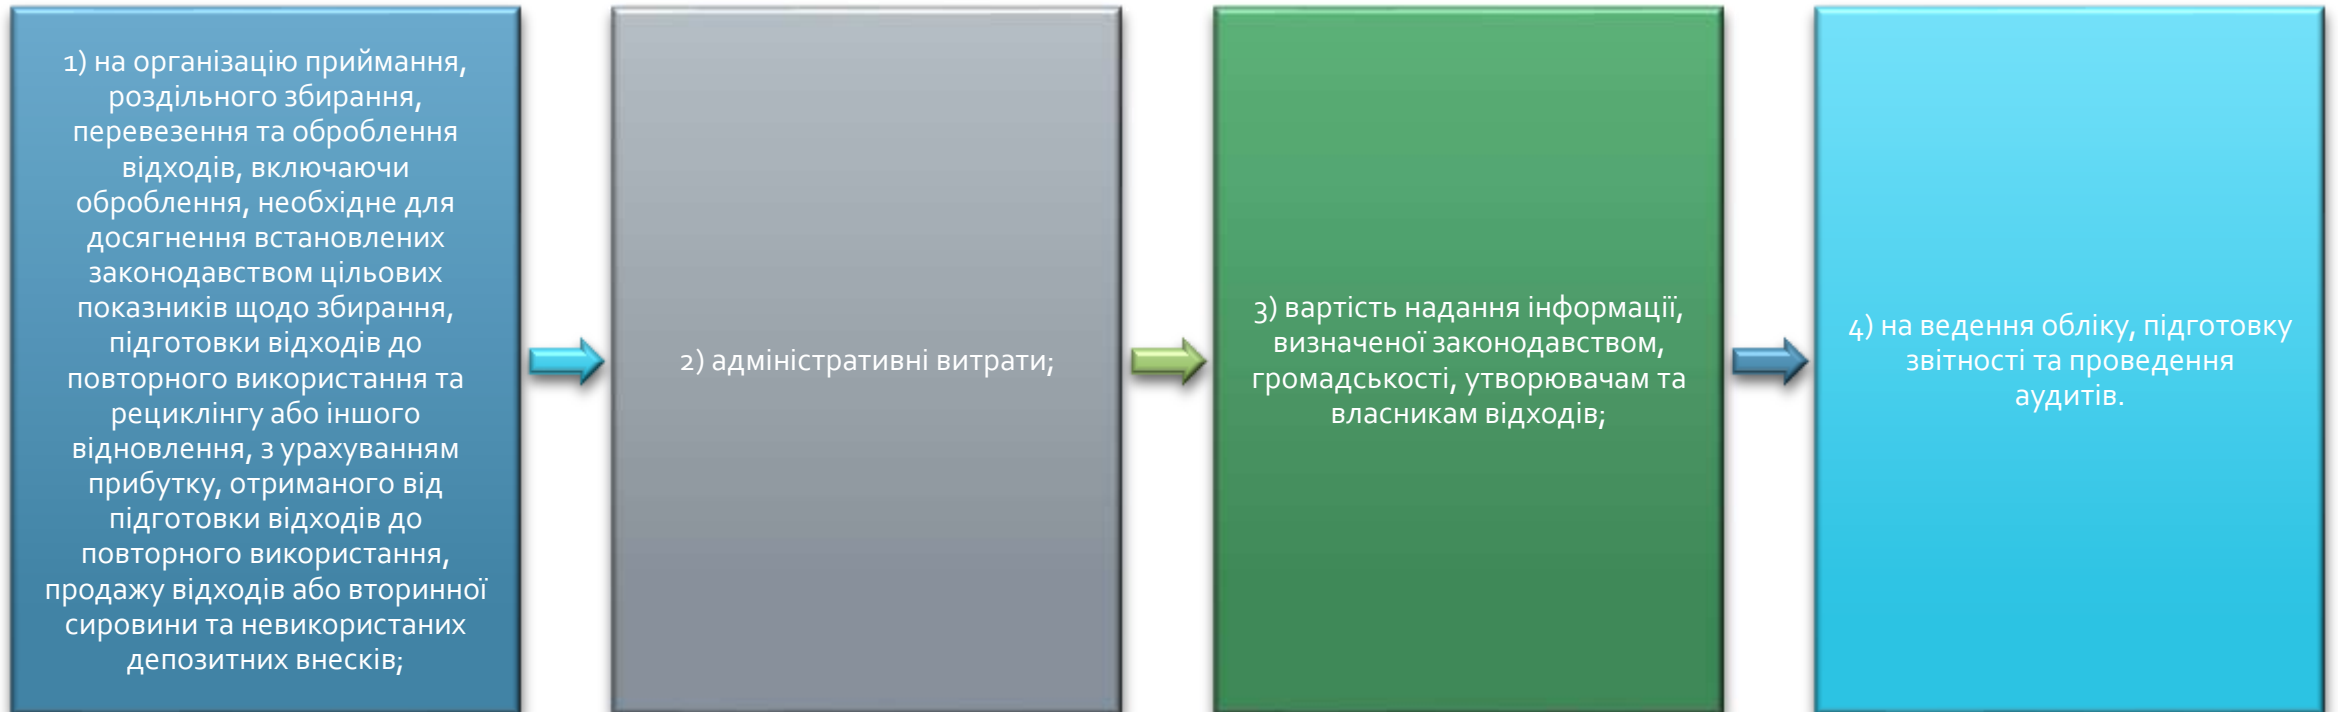 1) на організацію приймання,
роздільного збирання,
перевезення та оброблення
відходів, включаючи
оброблення, необхідне для
досягнення встановлених
законодавством цільових
показників щодо збирання,
підготовки відходів до
повторного використання та
рециклінгу або іншого
відновлення, з урахуванням
прибутку, отриманого від
підготовки відходів до
повторного використання,
продажу відходів або вторинної
сировини та невикористаних
депозитних внесків;
2) адміністративні витрати;
3) вартість надання інформації,
визначеної законодавством,
громадськості, утворювачам та
власникам відходів;
4) на ведення обліку, підготовку
звітності та проведення
аудитів.